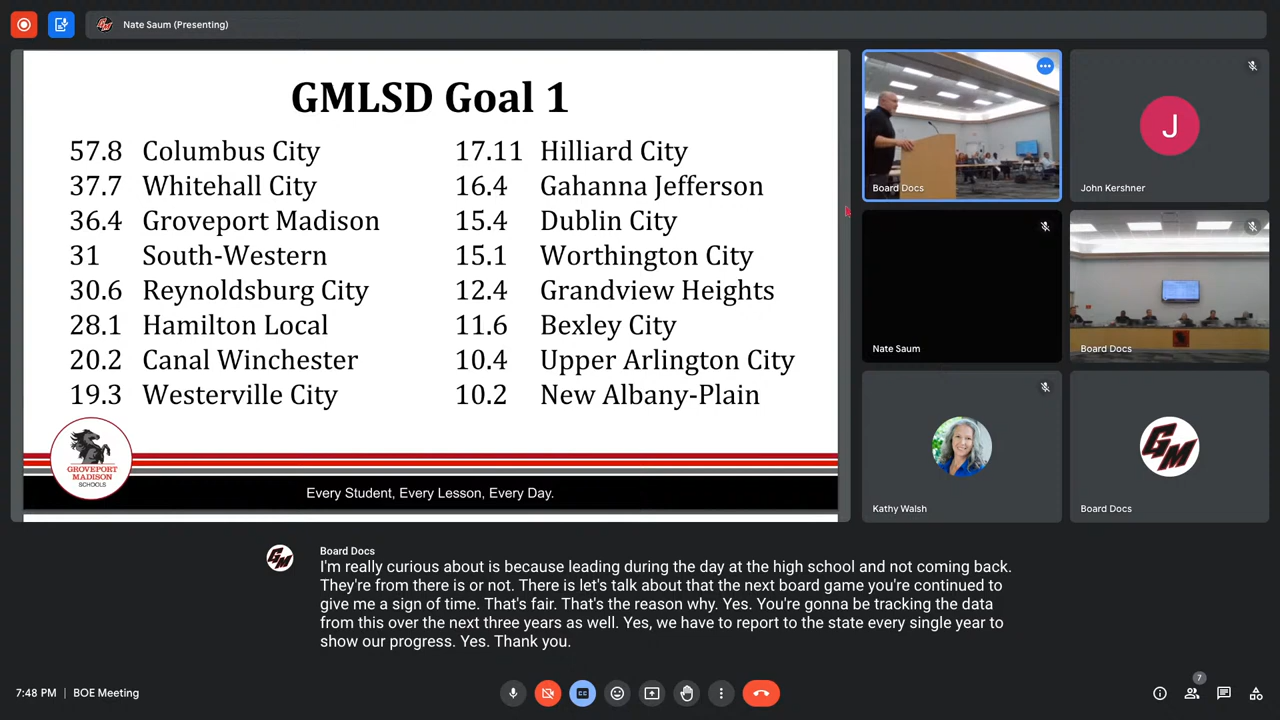 Nate Saum (Presenting)
GMLSD Goal 1
57.8 Columbus City
37.7 Whitehall City
36.4 Groveport Madison
31 South-Western
30.6 Reynoldsburg City
28.1 Hamilton Local
20.2 Canal Winchester
19.3 Westerville City
17.11 Hilliard City
16.4 Gahanna Jefferson
15.4 Dublin City
15.1 Worthington City
12.4 Grandview Heights
11.6 Bexley City
10.4 Upper Arlington City
10.2 New Albany-Plain
GROVEPORT
MADISON
SCHOOLS
Every Student, Every Lesson, Every Day.
Board Docs
J
John Kershner
Nate Saum
Board Docs
Kathy Walsh
GM
Board Docs
Board Docs
I'm really curious about is because leading during the day at the high school and not coming back.
They're from there is or not. There is let's talk about that the next board game you're continued to
give me a sign of time. That's fair. That's the reason why. Yes. You're gonna be tracking the data
from this over the next three years as well. Yes, we have to report to the state every single year to
show our progress. Yes. Thank you.
7:48 PM | BOE Meeting
CC
7